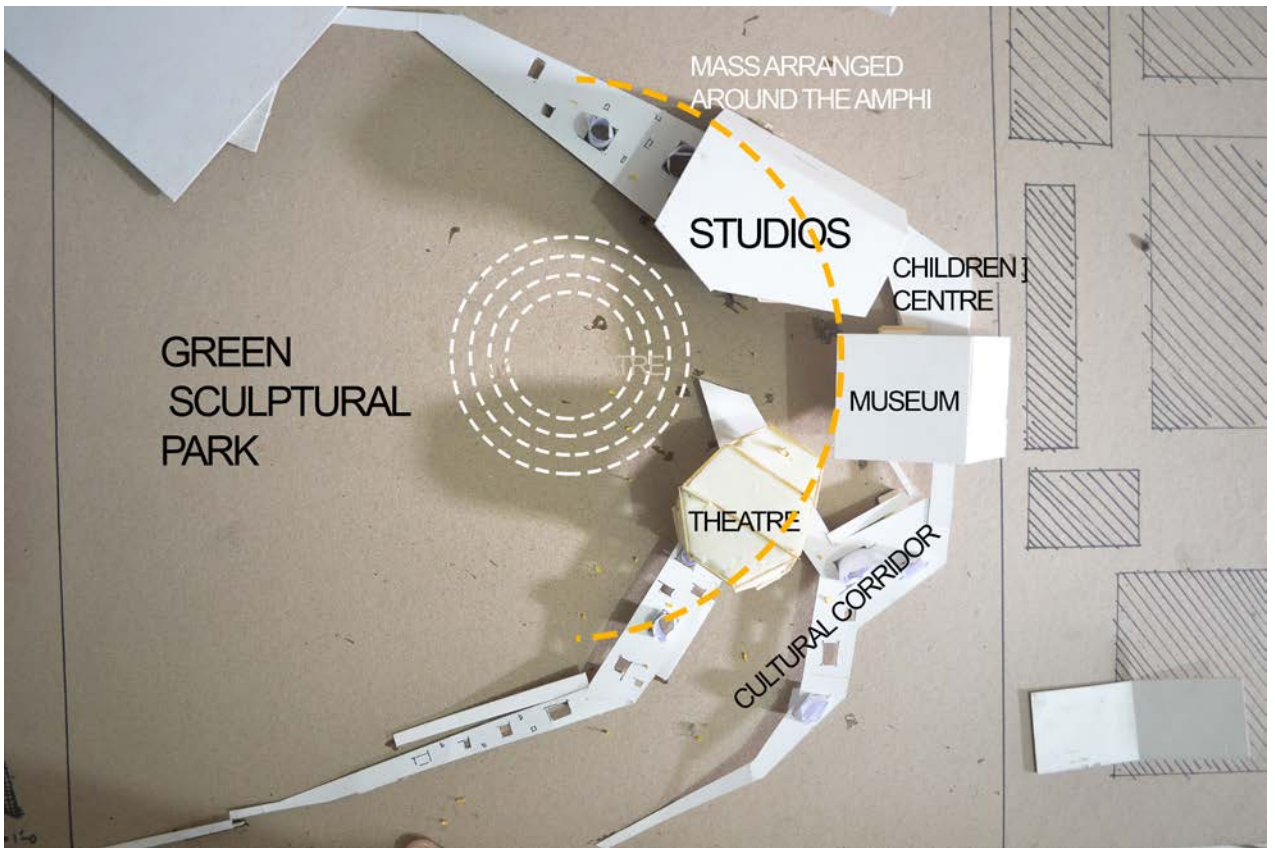 MASS ARRANGED
AROUND THE AMPHI
STUDIOS
CHILDREN ]
CENTRE
GREEN
SCULPTURAL
PARK
MUSEUM
THEATRE
CULTURAL CORRIDOR